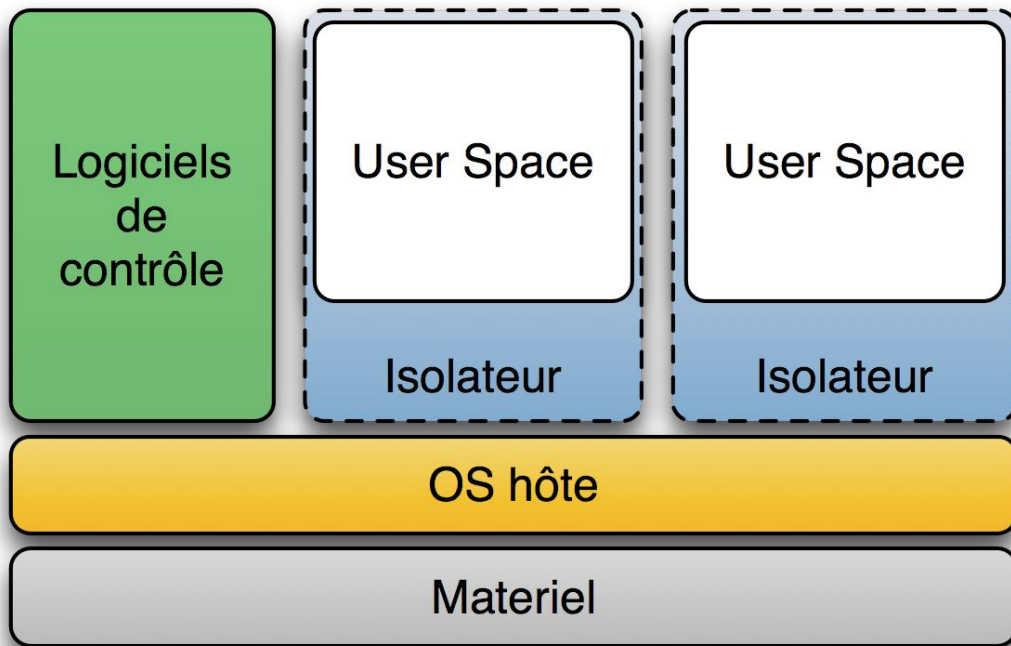 Logiciels
de
contrôle
User Space
User Space
Isolateur
Isolateur
OS hôte
Materiel